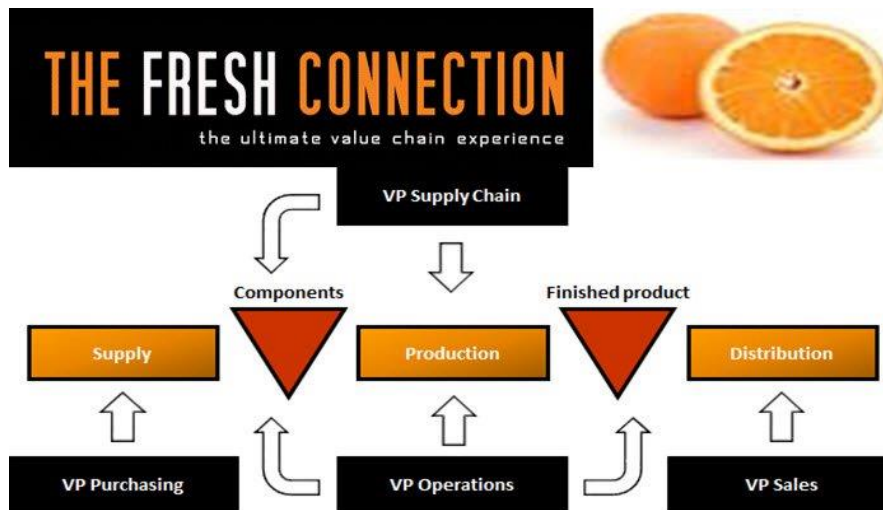 THE FRESH CONNECTION
the ultimate value chain experience
VP Supply Chain
Components
Finished product
Supply
Production
Distribution
VP Purchasing
VP Operations
VP Sales